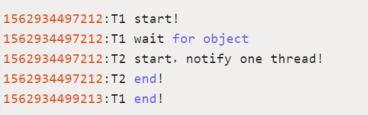 1562934497212:T1 start!
1562934497212:T1 wait for object
1562934497212:T2 start. notify one thread!
1562934497212:T2 end!
1562934499213:T1 end!